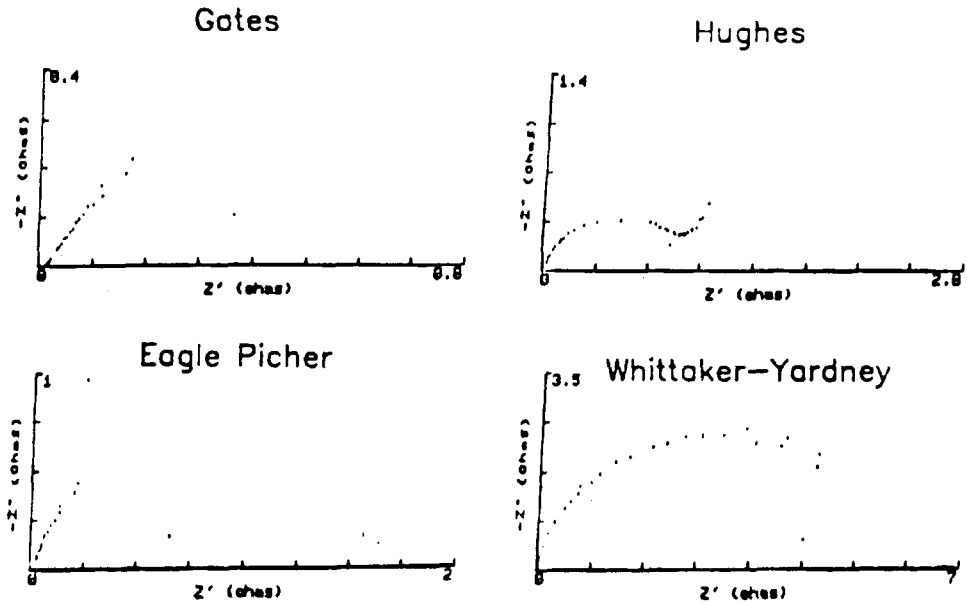 Gates
0.4
-Z" (ohms)
0
0.8
Z' (ohms)
Hughes
1.4
-Z" (ohms)
0
2.8
Z' (ohms)
Eagle Picher
1
-Z" (ohms)
0
2
Z' (ohms)
Whittaker-Yardney
3.5
-Z" (ohms)
0
7
Z' (ohms)